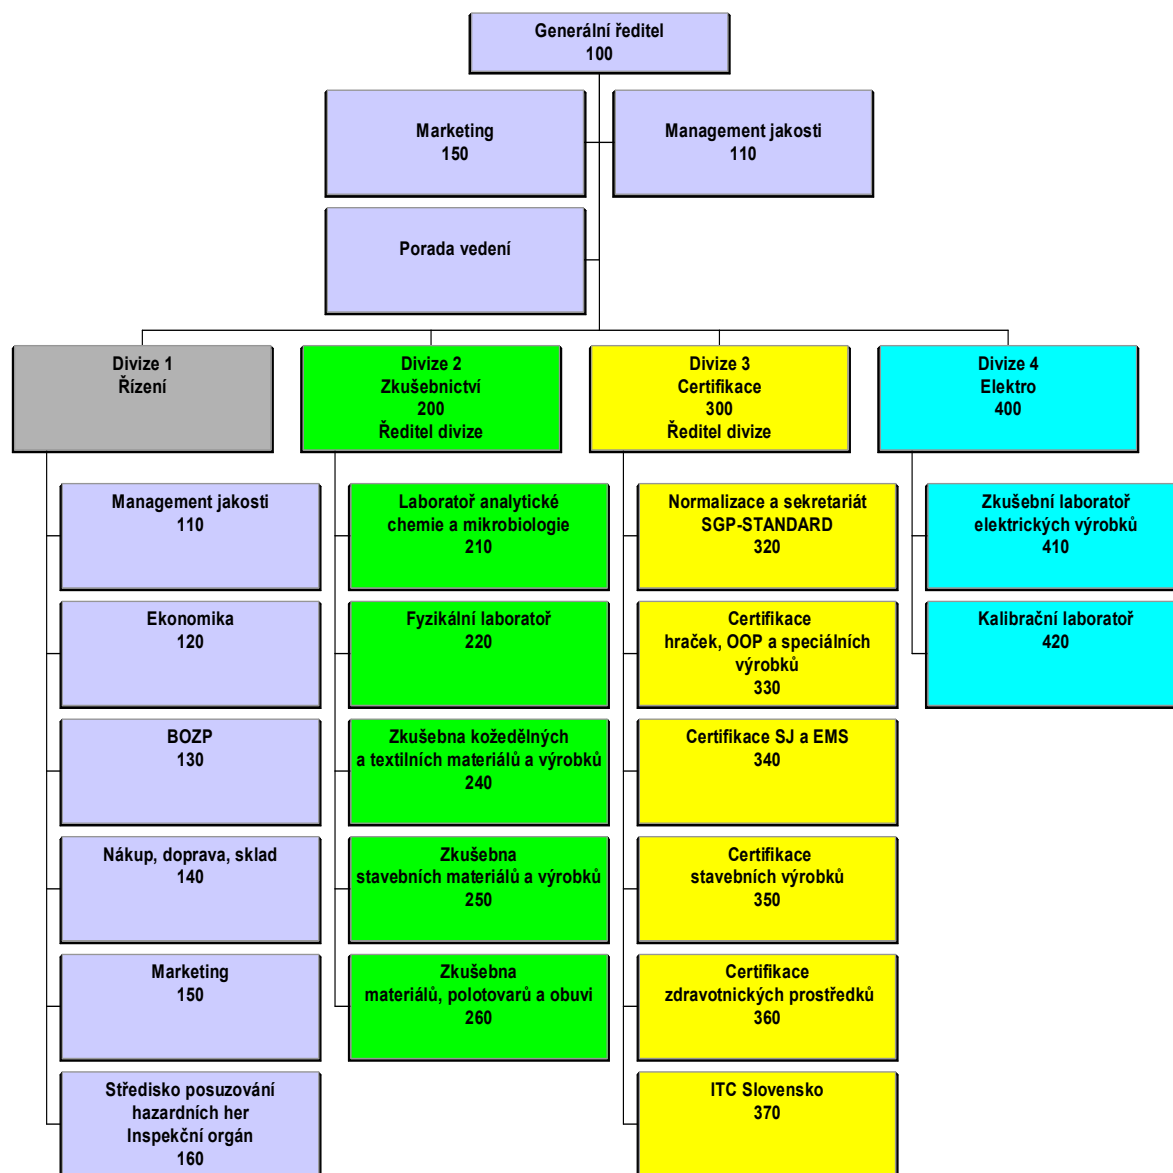 Generální ředitel
100
Marketing
150
Management jakosti
110
Porada vedení
Divize 1
Řízení
Divize 2
Zkušebnictví
200
Ředitel divize
Divize 3
Certifikace
300
Ředitel divize
Divize 4
Elektro
400
Management jakosti
110
Ekonomika
120
BOZP
130
Nákup, doprava, sklad
140
Marketing
150
Středisko posuzování
hazardních her
Inspekční orgán
160
Laboratoř analytické
chemie a mikrobiologie
210
Fyzikální laboratoř
220
Zkušebna kožedělných
a textilních materiálů a výrobků
240
Zkušebna
stavebních materiálů a výrobků
250
Zkušebna
materiálů, polotovarů a obuvi
260
Normalizace a sekretariát
SGP-STANDARD
320
Certifikace
hraček, OOP a speciálních
výrobků
330
Certifikace SJ a EMS
340
Certifikace
stavebních výrobků
350
Certifikace
zdravotnických prostředků
360
ITC Slovensko
370
Zkušební laboratoř
elektrických výrobků
410
Kalibrační laboratoř
420